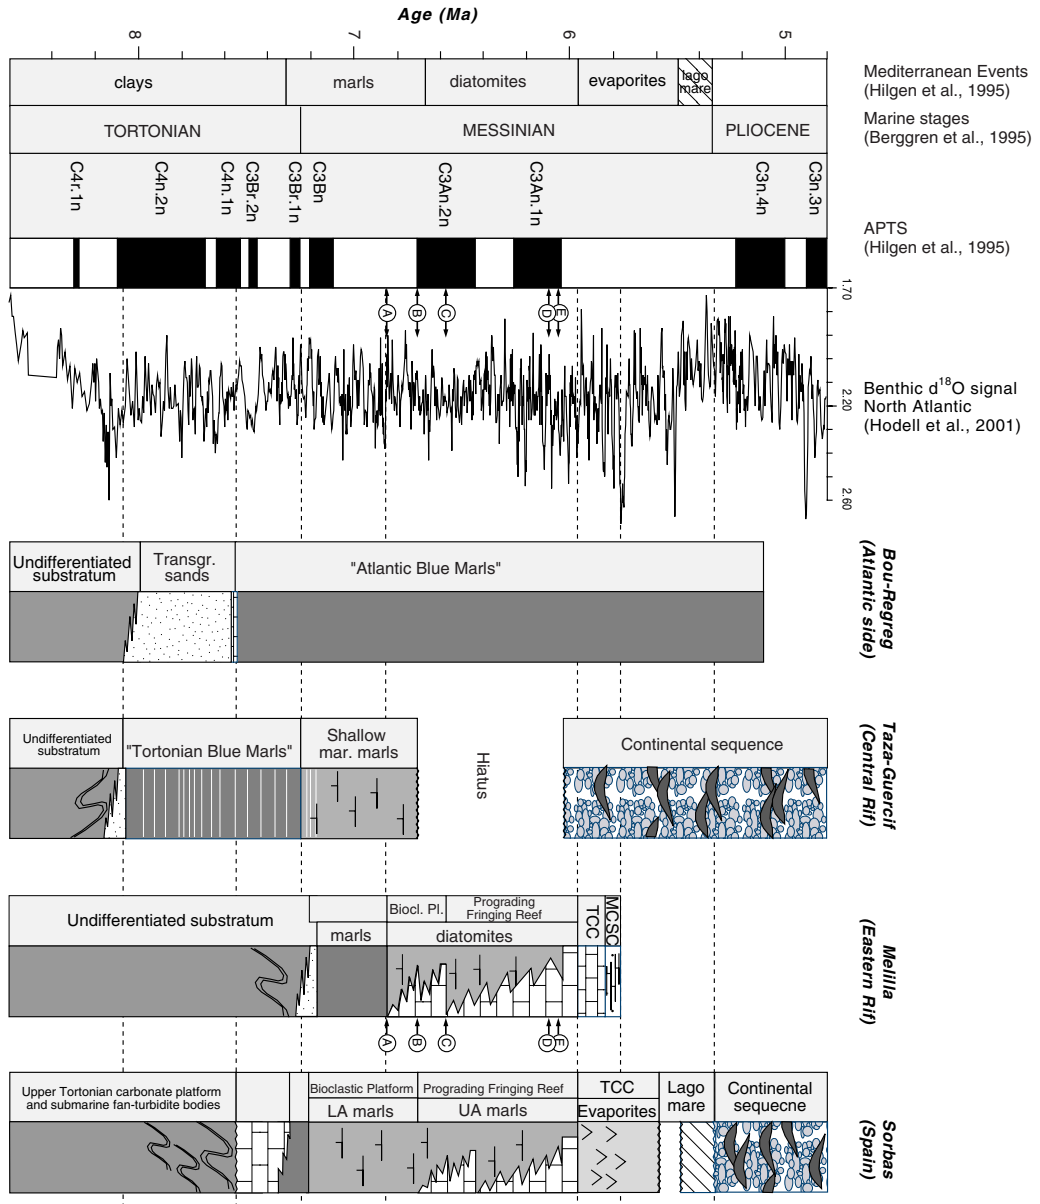 Age (Ma)
8
7
6
5
clays
marls
diatomites
evaporites
lago
mare
Mediterranean Events
(Hilgen et al., 1995)
TORTONIAN
MESSINIAN
PLIOCENE
Marine stages
(Berggren et al., 1995)
C4r.1n
C4n.2n
C4n.1n
C3Br.2n
C3Br.1n
C3Bn
C3An.2n
C3An.1n
C3n.4n
C3n.3n
APTS
(Hilgen et al., 1995)
A
B
C
D
E
1.70
2.20
2.60
Benthic d18O signal
North Atlantic
(Hodell et al., 2001)
Undifferentiated
substratum
Transgr.
sands
"Atlantic Blue Marls"
Bou-Regreg
(Atlantic side)
Undifferentiated
substratum
"Tortonian Blue Marls"
Shallow
mar. marls
Hiatus
Continental sequence
Taza-Guercif
(Central Rif)
Undifferentiated substratum
marls
Biocl. Pl.
Prograding
Fringing Reef
diatomites
TCC
MCSC
Melilla
(Eastern Rif)
A
B
C
D
E
Upper Tortonian carbonate platform
and submarine fan-turbidite bodies
Bioclastic Platform
LA marls
Prograding Fringing Reef
UA marls
TCC
Evaporites
Lago
mare
Continental
sequecne
Sorbas
(Spain)